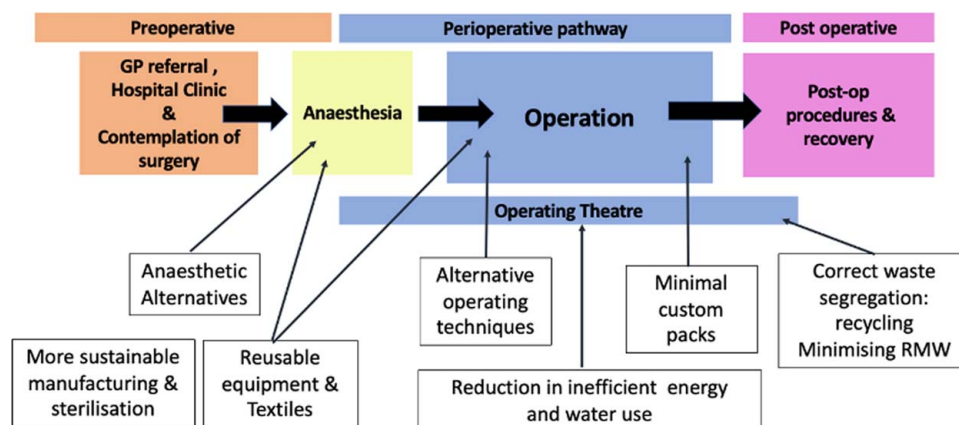 Preoperative
Perioperative pathway
Post operative
GP referral ,
Hospital Clinic
&
Contemplation of
surgery
Anaesthesia
Operation
Post-op
procedures &
recovery
Operating Theatre
Anaesthetic
Alternatives
Alternative
operating
techniques
Minimal
custom
packs
Correct waste
segregation:
recycling
Minimising RMW
More sustainable
manufacturing &
sterilisation
Reusable
equipment &
Textiles
Reduction in inefficient energy
and water use